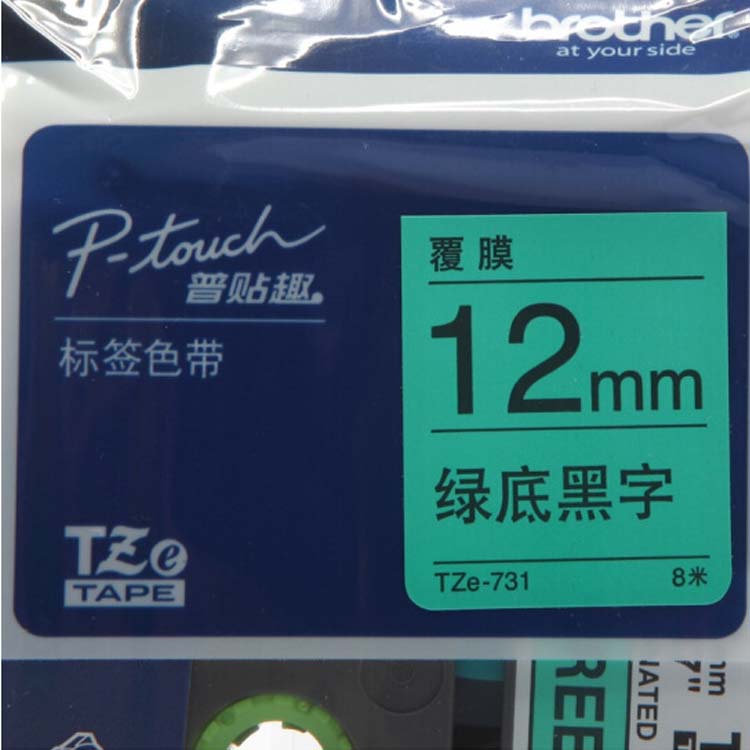 brother
at your side
P-touch
普贴趣
标签色带
TZe
TAPE
覆膜
12mm
绿底黑字
TZe-731
8米